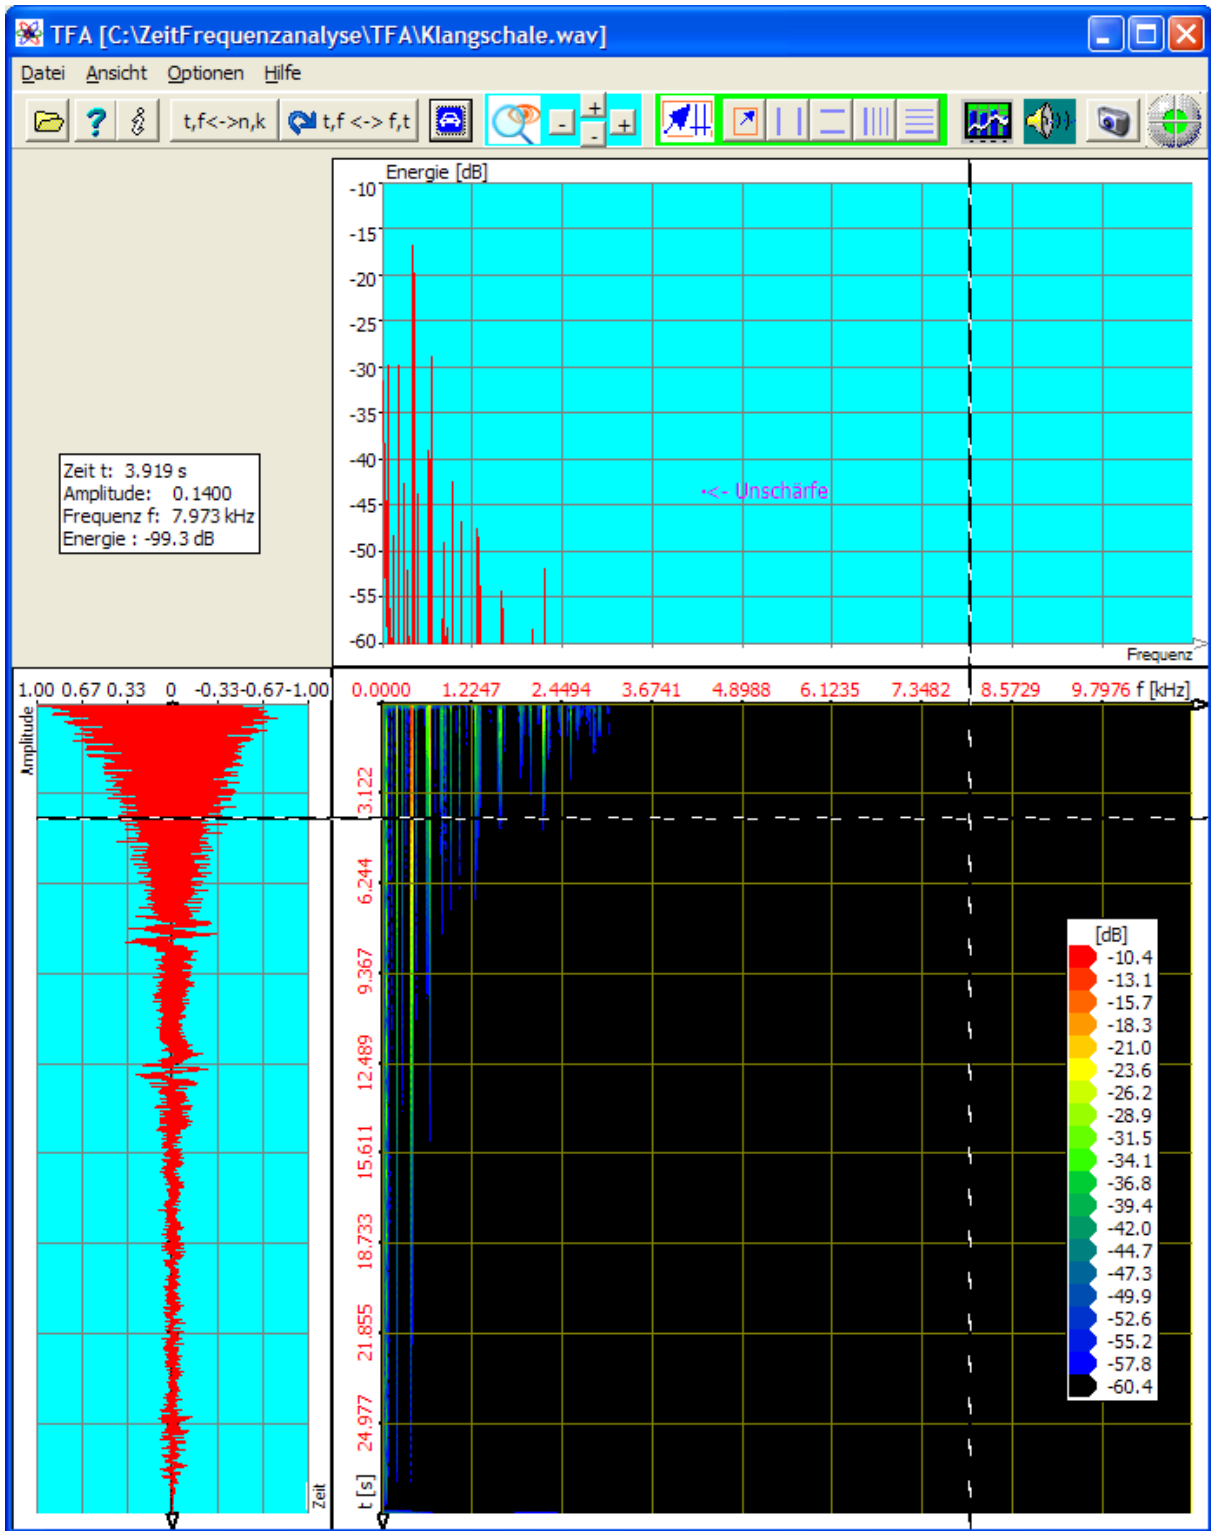 TFA [C:\ZeitFrequenzanalyse\TFA\Klangschale.wav]
Datei Ansicht Optionen Hilfe
? i t,f<->n,k t,f <-> f,t - + - +
Energie [dB]
-10
-15
-20
-25
-30
-35
-40
-45
-50
-55
-60
<- Unschärfe
Frequenz
Zeit t: 3.919 s
Amplitude: 0.1400
Frequenz f: 7.973 kHz
Energie : -99.3 dB
1.00 0.67 0.33 0 -0.33-0.67-1.00
Amplitude
Zeit
0.0000 1.2247 2.4494 3.6741 4.8988 6.1235 7.3482 8.5729 9.7976 f [kHz]
3.122
6.244
9.367
12.489
15.611
18.733
21.855
24.977
t [s]
[dB]
-10.4
-13.1
-15.7
-18.3
-21.0
-23.6
-26.2
-28.9
-31.5
-34.1
-36.8
-39.4
-42.0
-44.7
-47.3
-49.9
-52.6
-55.2
-57.8
-60.4